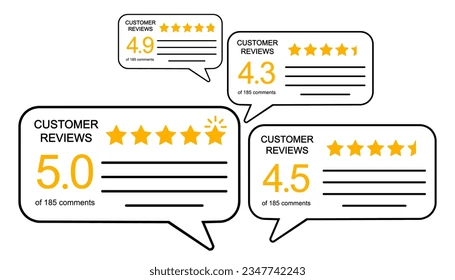 CUSTOMER
REVIEWS
4.9
of 185 comments
CUSTOMER
REVIEWS
4.3
of 185 comments
CUSTOMER
REVIEWS
5.0
of 185 comments
CUSTOMER
REVIEWS
4.5
of 185 comments
shutterstock.com · 2347742243